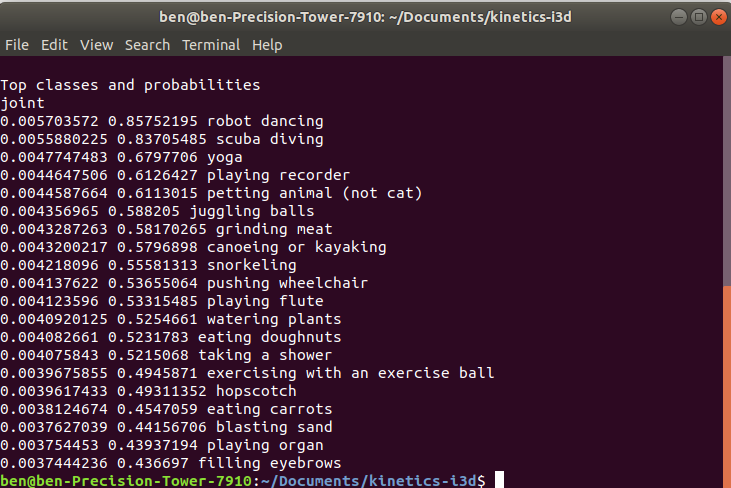 ben@ben-Precision-Tower-7910: ~/Documents/kinetics-i3d
File Edit View Search Terminal Help
Top classes and probabilities
joint
0.005703572 0.85752195 robot dancing
0.0055880225 0.83705485 scuba diving
0.0047747483 0.6797706 yoga
0.0044647506 0.6126427 playing recorder
0.0044587664 0.6113015 petting animal (not cat)
0.004356965 0.588205 juggling balls
0.0043287263 0.58170265 grinding meat
0.0043200217 0.5796898 canoeing or kayaking
0.004218096 0.55581313 snorkeling
0.004137622 0.53655064 pushing wheelchair
0.004123596 0.53315485 playing flute
0.0040920125 0.5254661 watering plants
0.004082661 0.5231783 eating doughnuts
0.004075843 0.5215068 taking a shower
0.0039675855 0.4945871 exercising with an exercise ball
0.0039617433 0.49311352 hopscotch
0.0038124674 0.4547059 eating carrots
0.0037627039 0.44156706 blasting sand
0.003754453 0.43937194 playing organ
0.0037444236 0.436697 filling eyebrows
ben@ben-Precision-Tower-7910:~/Documents/kinetics-i3d$